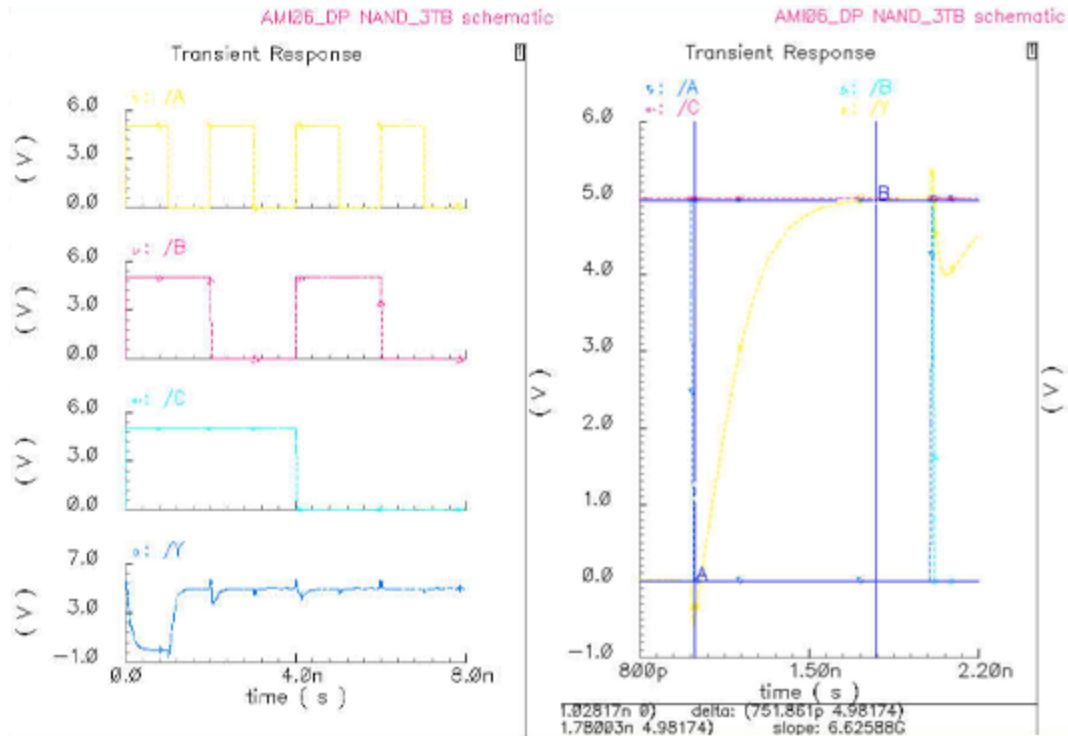 AMI06_DP NAND_3TB schematic
Transient Response
: /A
6.0
3.0
0.0
(V)
: /B
6.0
3.0
0.0
(V)
: /C
6.0
3.0
0.0
(V)
: /Y
7.0
3.0
-1.0
(V)
0.0 4.0n 8.0n
time ( s )
AMI06_DP NAND_3TB schematic
Transient Response
: /A : /B
: /C : /Y
6.0
5.0
4.0
3.0
2.0
1.0
0.0
-1.0
(V)
B
A
800p 1.50n 2.20n
time ( s )
(V)
1.02817n 0) delta: (751.861p 4.98174)
1.78003n 4.98174) slope: 6.62588G